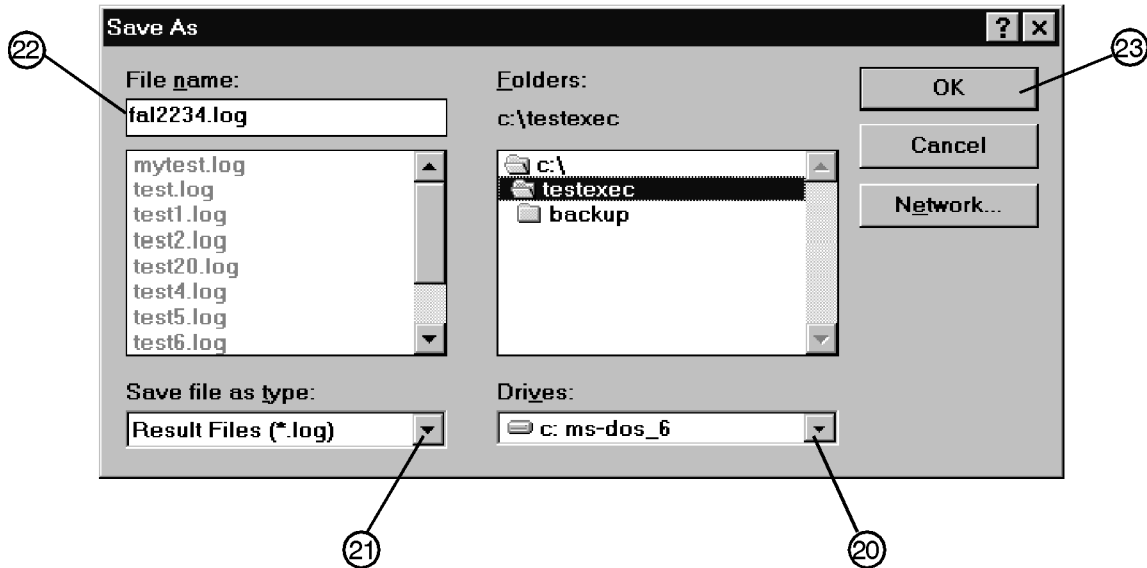 Save As
? ×
22
23
File name:
Folders:
OK
fal2234.log
c:\testexec
Cancel
mytest.log
test.log
test1.log
test2.log
test20.log
test4.log
test5.log
test6.log
c:\
testexec
backup
Network...
Save file as type:
Drives:
Result Files (*.log)
c: ms-dos_6
21
20